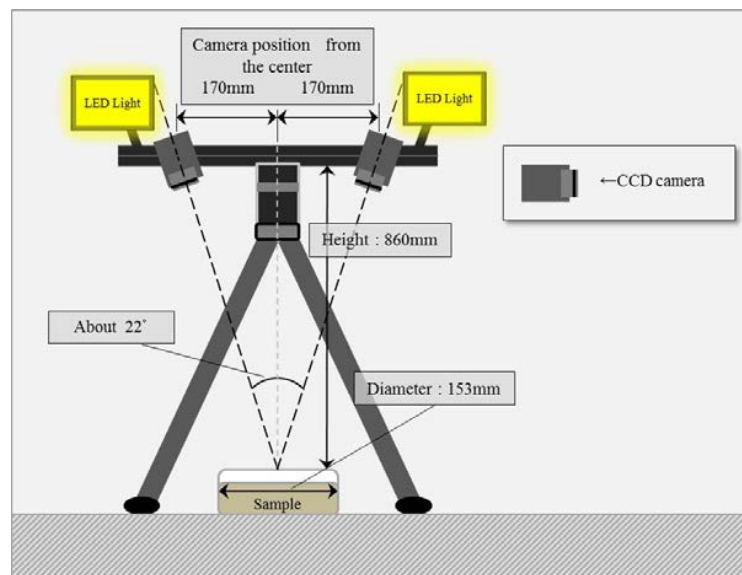 Camera position from
the center
170mm 170mm
LED Light
LED Light
←CCD camera
Height : 860mm
About 22°
Diameter : 153mm
Sample